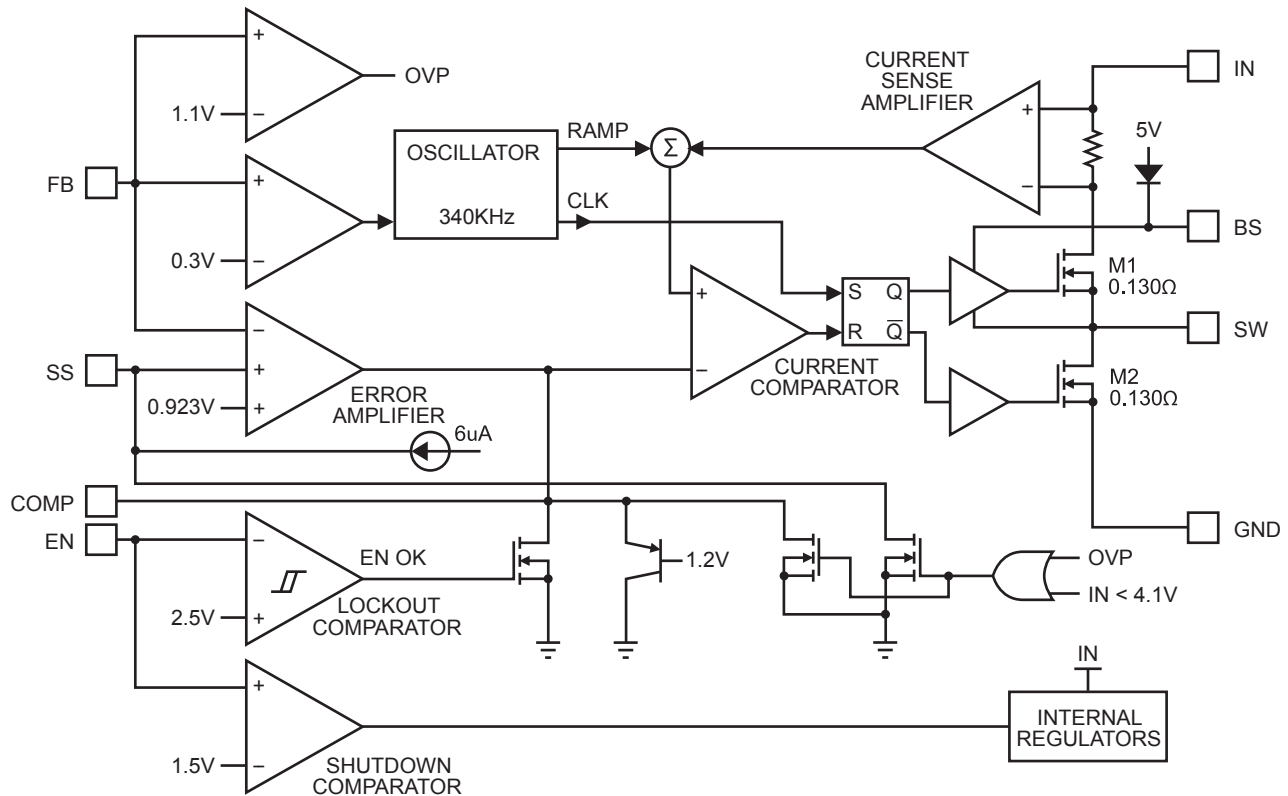 +
OVP
1.1V
−
CURRENT
SENSE
AMPLIFIER
IN
+
5V
−
FB
+
0.3V
−
OSCILLATOR
340KHz
RAMP
Σ
CLK
BS
M1
0.130Ω
SW
M2
0.130Ω
GND
+
−
CURRENT
COMPARATOR
S Q
R Q̅
SS
−
+
0.923V
+
ERROR
AMPLIFIER
6uA
COMP
EN
−
2.5V
+
EN OK
LOCKOUT
COMPARATOR
1.2V
OVP
IN < 4.1V
+
1.5V
−
SHUTDOWN
COMPARATOR
IN
INTERNAL
REGULATORS